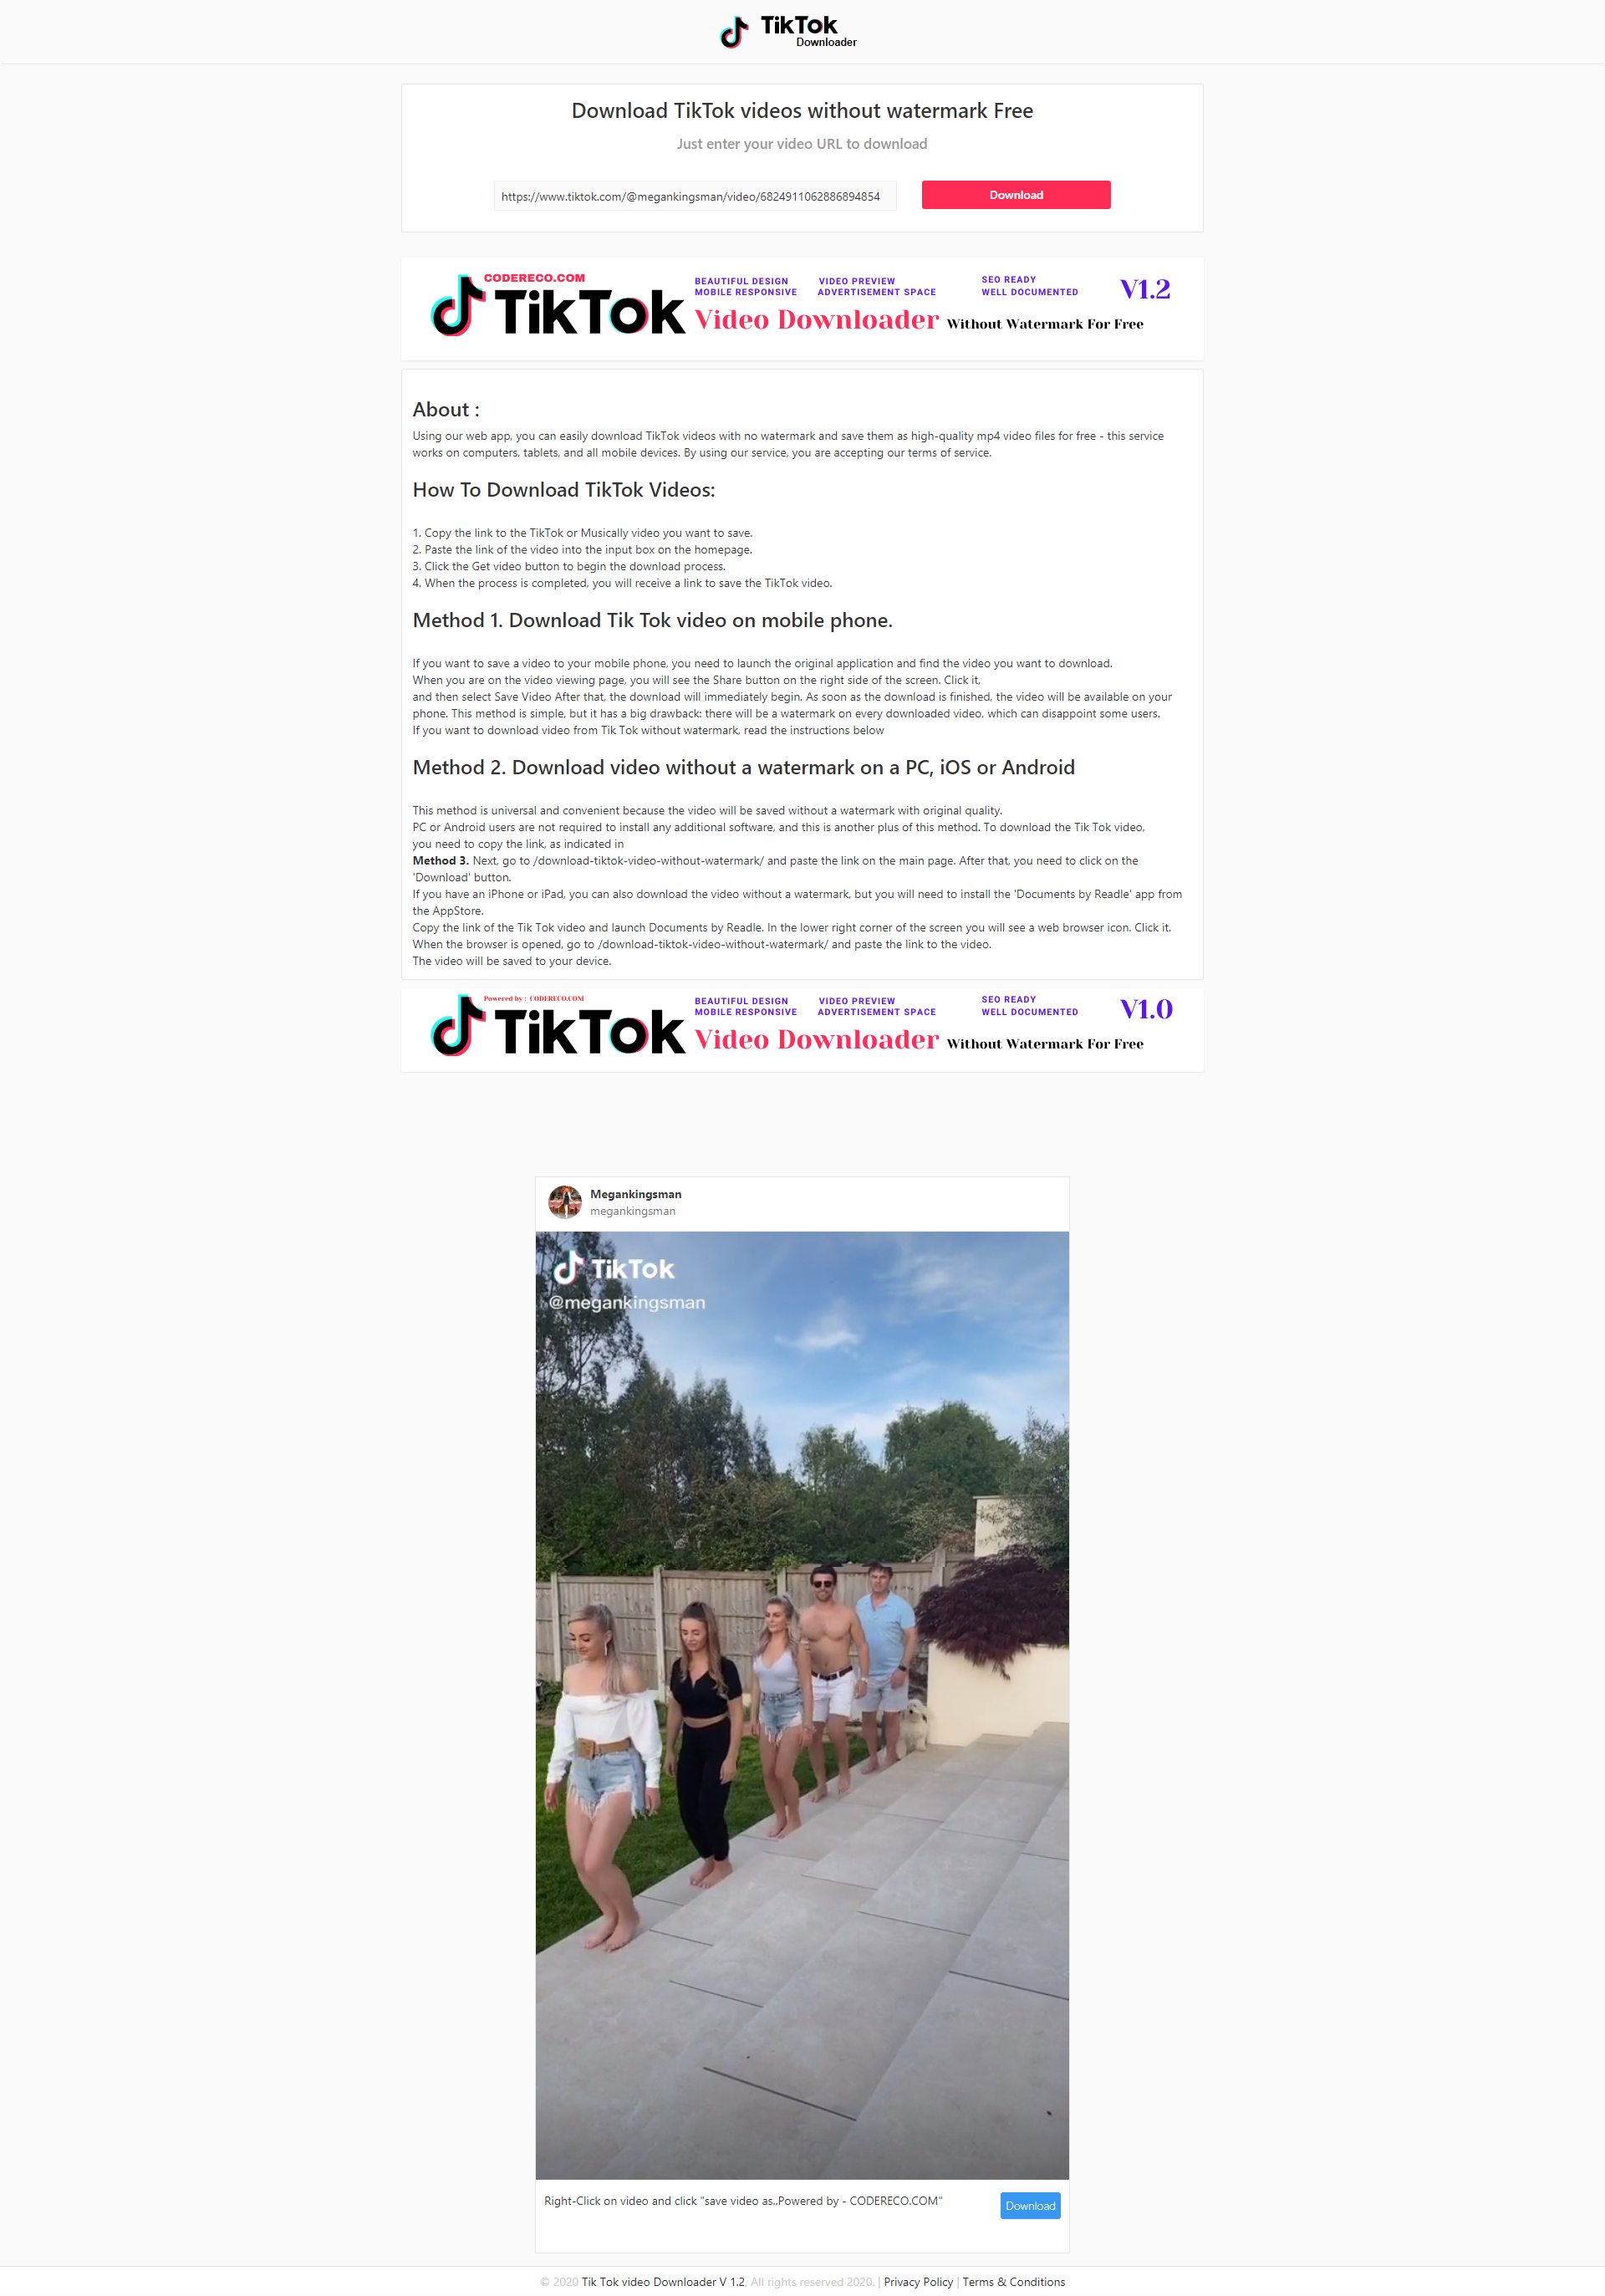 TikTok
Downloader
Download TikTok videos without watermark Free
Just enter your video URL to download
https://www.tiktok.com/@megankingsman/video/6824911062886894854
Download
CODERECO.COM
TikTok
BEAUTIFUL DESIGN VIDEO PREVIEW SEO READY
MOBILE RESPONSIVE ADVERTISEMENT SPACE WELL DOCUMENTED
V1.2
Video Downloader Without Watermark For Free
About :
Using our web app, you can easily download TikTok videos with no watermark and save them as high-quality mp4 video files for free - this service
works on computers, tablets, and all mobile devices. By using our service, you are accepting our terms of service.
How To Download TikTok Videos:
1. Copy the link to the TikTok or Musically video you want to save.
2. Paste the link of the video into the input box on the homepage.
3. Click the Get video button to begin the download process.
4. When the process is completed, you will receive a link to save the TikTok video.
Method 1. Download Tik Tok video on mobile phone.
If you want to save a video to your mobile phone, you need to launch the original application and find the video you want to download.
When you are on the video viewing page, you will see the Share button on the right side of the screen. Click it,
and then select Save Video After that, the download will immediately begin. As soon as the download is finished, the video will be available on your
phone. This method is simple, but it has a big drawback: there will be a watermark on every downloaded video, which can disappoint some users.
If you want to download video from Tik Tok without watermark, read the instructions below
Method 2. Download video without a watermark on a PC, iOS or Android
This method is universal and convenient because the video will be saved without a watermark with original quality.
PC or Android users are not required to install any additional software, and this is another plus of this method. To download the Tik Tok video,
you need to copy the link, as indicated in
Method 3. Next, go to /download-tiktok-video-without-watermark/ and paste the link on the main page. After that, you need to click on the
'Download' button.
If you have an iPhone or iPad, you can also download the video without a watermark, but you will need to install the 'Documents by Readle' app from
the AppStore.
Copy the link of the Tik Tok video and launch Documents by Readle. In the lower right corner of the screen you will see a web browser icon. Click it.
When the browser is opened, go to /download-tiktok-video-without-watermark/ and paste the link to the video.
The video will be saved to your device.
Powered by : CODERECO.COM
TikTok
BEAUTIFUL DESIGN VIDEO PREVIEW SEO READY
MOBILE RESPONSIVE ADVERTISEMENT SPACE WELL DOCUMENTED
V1.0
Video Downloader Without Watermark For Free
Megankingsman
megankingsman
TikTok
@megankingsman
Right-Click on video and click "save video as..Powered by - CODERECO.COM"
Download
© 2020 Tik Tok video Downloader V 1.2. All rights reserved 2020. | Privacy Policy | Terms & Conditions